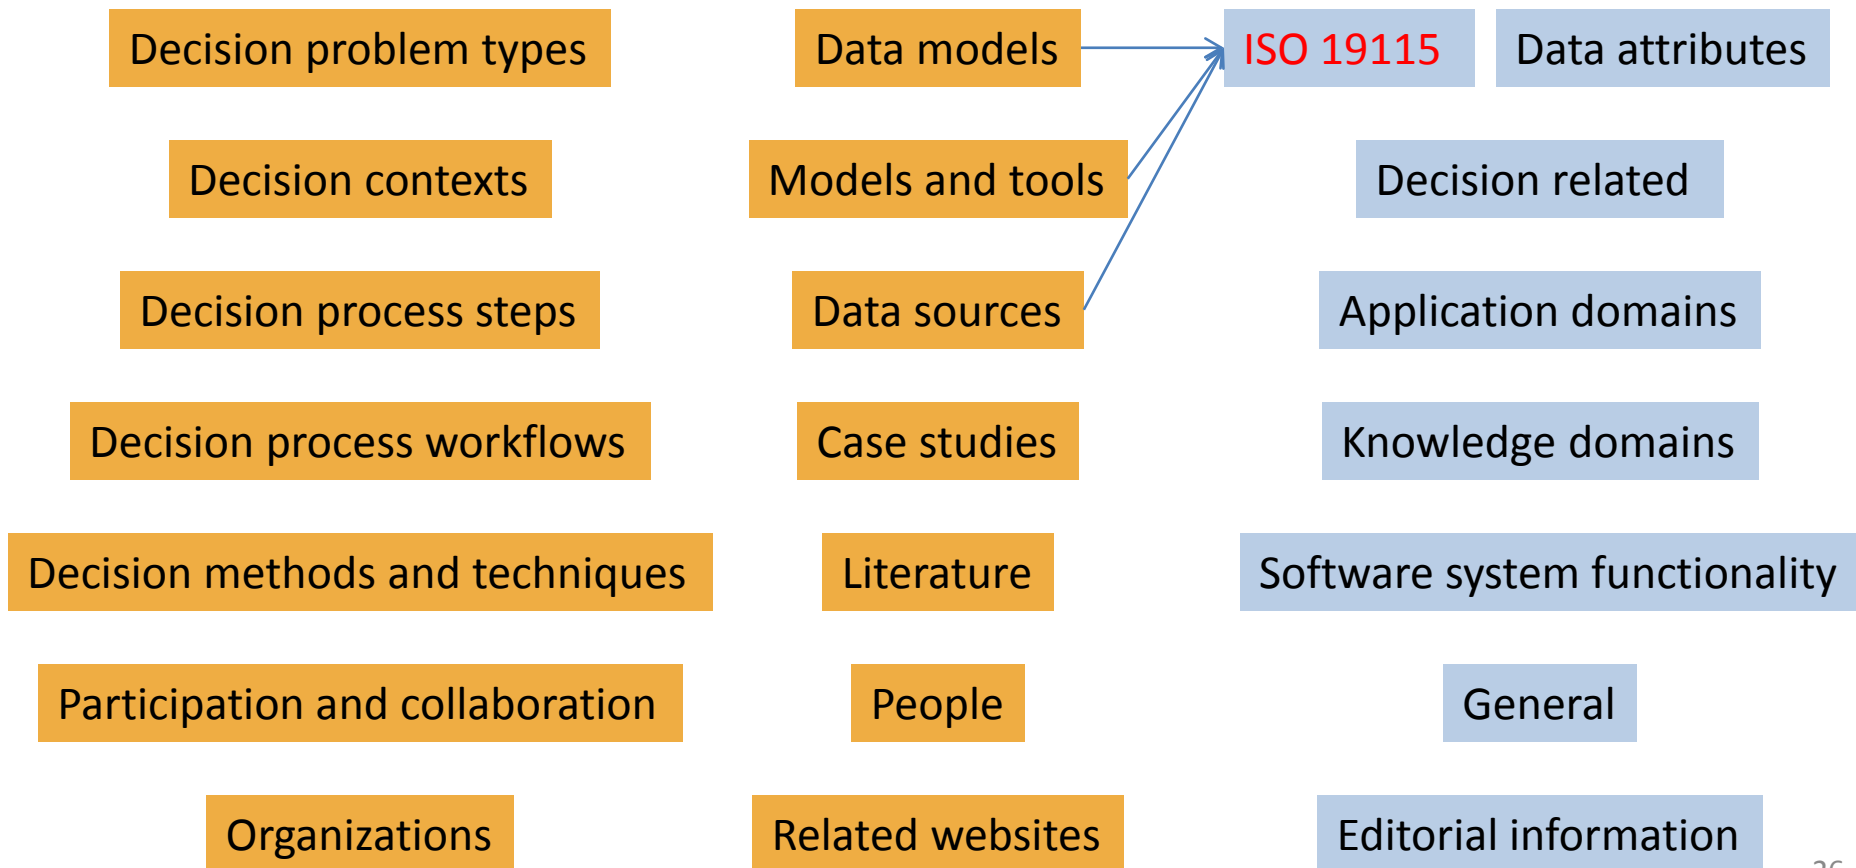 Decision problem types
Data models
ISO 19115
Data attributes
Decision contexts
Models and tools
Decision related
Decision process steps
Data sources
Application domains
Decision process workflows
Case studies
Knowledge domains
Decision methods and techniques
Literature
Software system functionality
Participation and collaboration
People
General
Organizations
Related websites
Editorial information